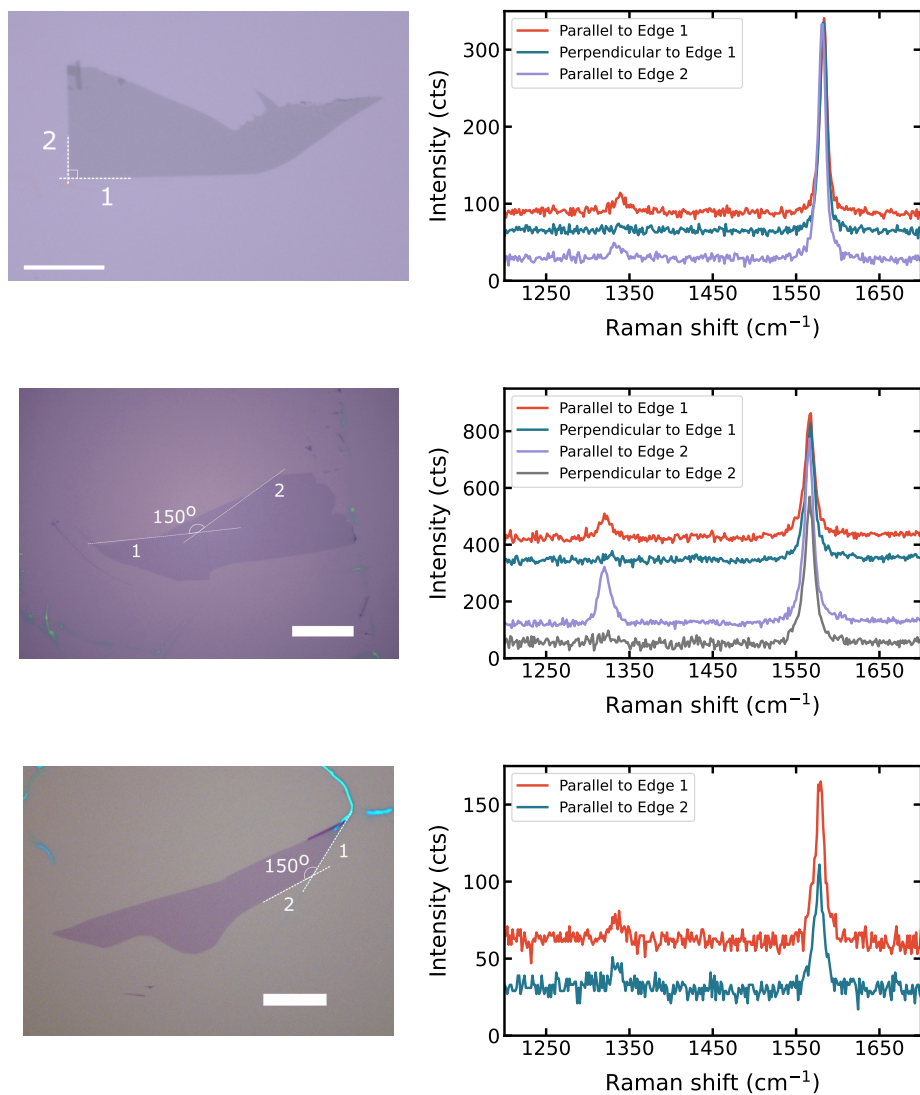 2
1
Parallel to Edge 1
Perpendicular to Edge 1
Parallel to Edge 2
300
200
100
0
Intensity (cts)
1250
1350
1450
1550
1650
Raman shift (cm⁻¹)
2
150°
1
Parallel to Edge 1
Perpendicular to Edge 1
Parallel to Edge 2
Perpendicular to Edge 2
800
600
400
200
0
Intensity (cts)
1250
1350
1450
1550
1650
Raman shift (cm⁻¹)
1
150°
2
Parallel to Edge 1
Parallel to Edge 2
150
100
50
0
Intensity (cts)
1250
1350
1450
1550
1650
Raman shift (cm⁻¹)